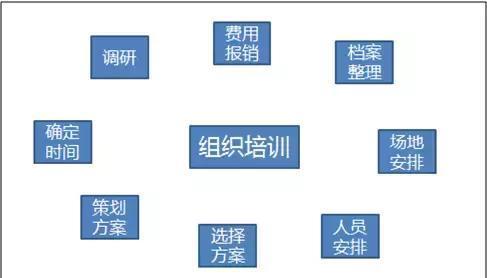 费用
报销
调研
档案
整理
确定
时间
组织培训
场地
安排
策划
方案
选择
方案
人员
安排